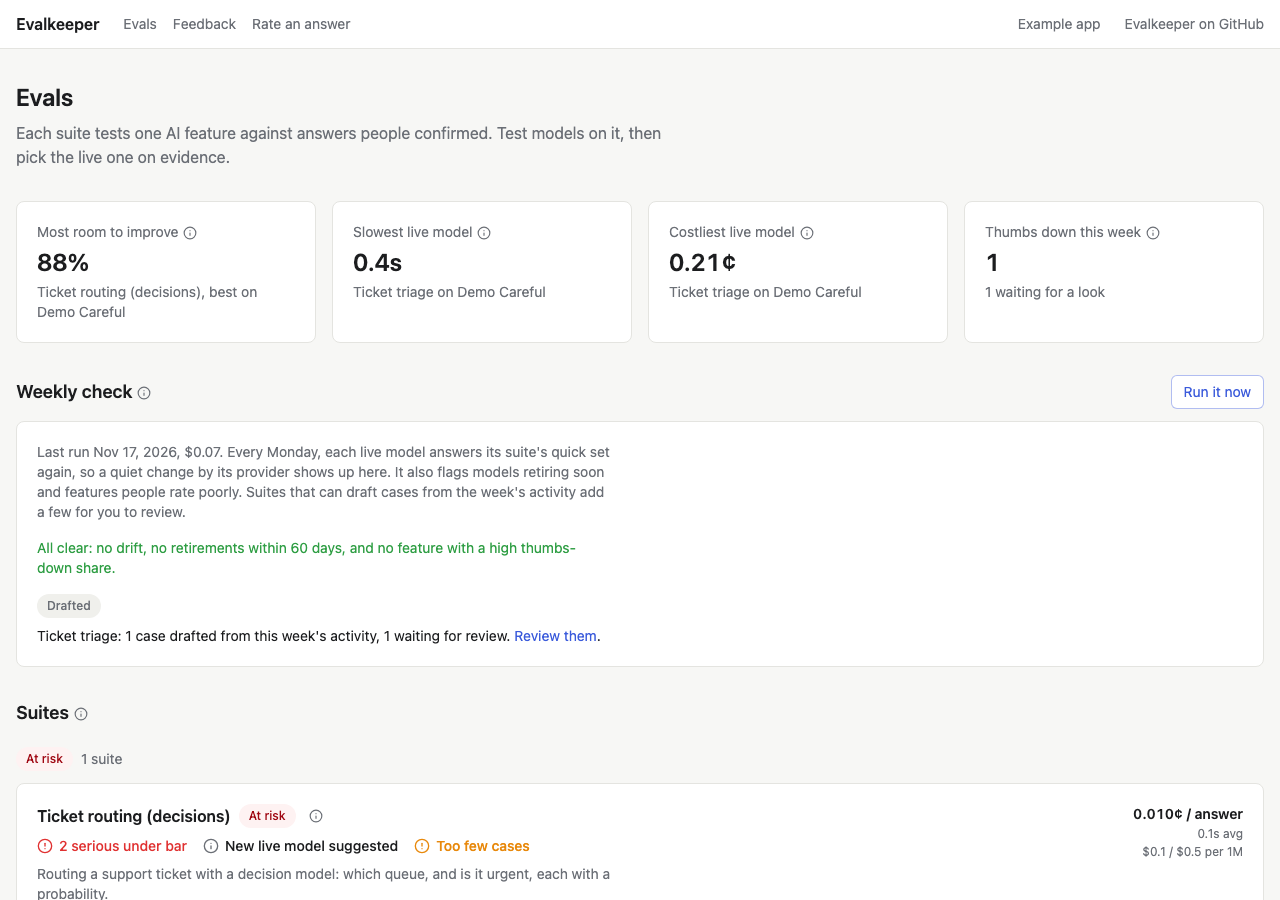 Evalkeeper Evals Feedback Rate an answer Example app Evalkeeper on GitHub
Evals
Each suite tests one AI feature against answers people confirmed. Test models on it, then
pick the live one on evidence.
Most room to improve
88%
Ticket routing (decisions), best on
Demo Careful
Slowest live model
0.4s
Ticket triage on Demo Careful
Costliest live model
0.21¢
Ticket triage on Demo Careful
Thumbs down this week
1
1 waiting for a look
Weekly check
Run it now
Last run Nov 17, 2026, $0.07. Every Monday, each live model answers its suite's quick set
again, so a quiet change by its provider shows up here. It also flags models retiring soon
and features people rate poorly. Suites that can draft cases from the week's activity add
a few for you to review.
All clear: no drift, no retirements within 60 days, and no feature with a high thumbs-
down share.
Drafted
Ticket triage: 1 case drafted from this week's activity, 1 waiting for review. Review them.
Suites
At risk 1 suite
Ticket routing (decisions) At risk
2 serious under bar New live model suggested Too few cases
Routing a support ticket with a decision model: which queue, and is it urgent, each with a
probability.
0.010¢ / answer
0.1s avg
$0.1 / $0.5 per 1M